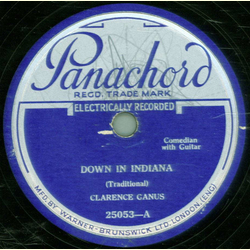 Panachord
REGD. TRADE MARK
ELECTRICALLY RECORDED
Comedian
with Guitar
DOWN IN INDIANA
(Traditional)
CLARENCE GANUS
25053—A
MFD. BY WARNER-BRUNSWICK LTD. LONDON, (ENG)